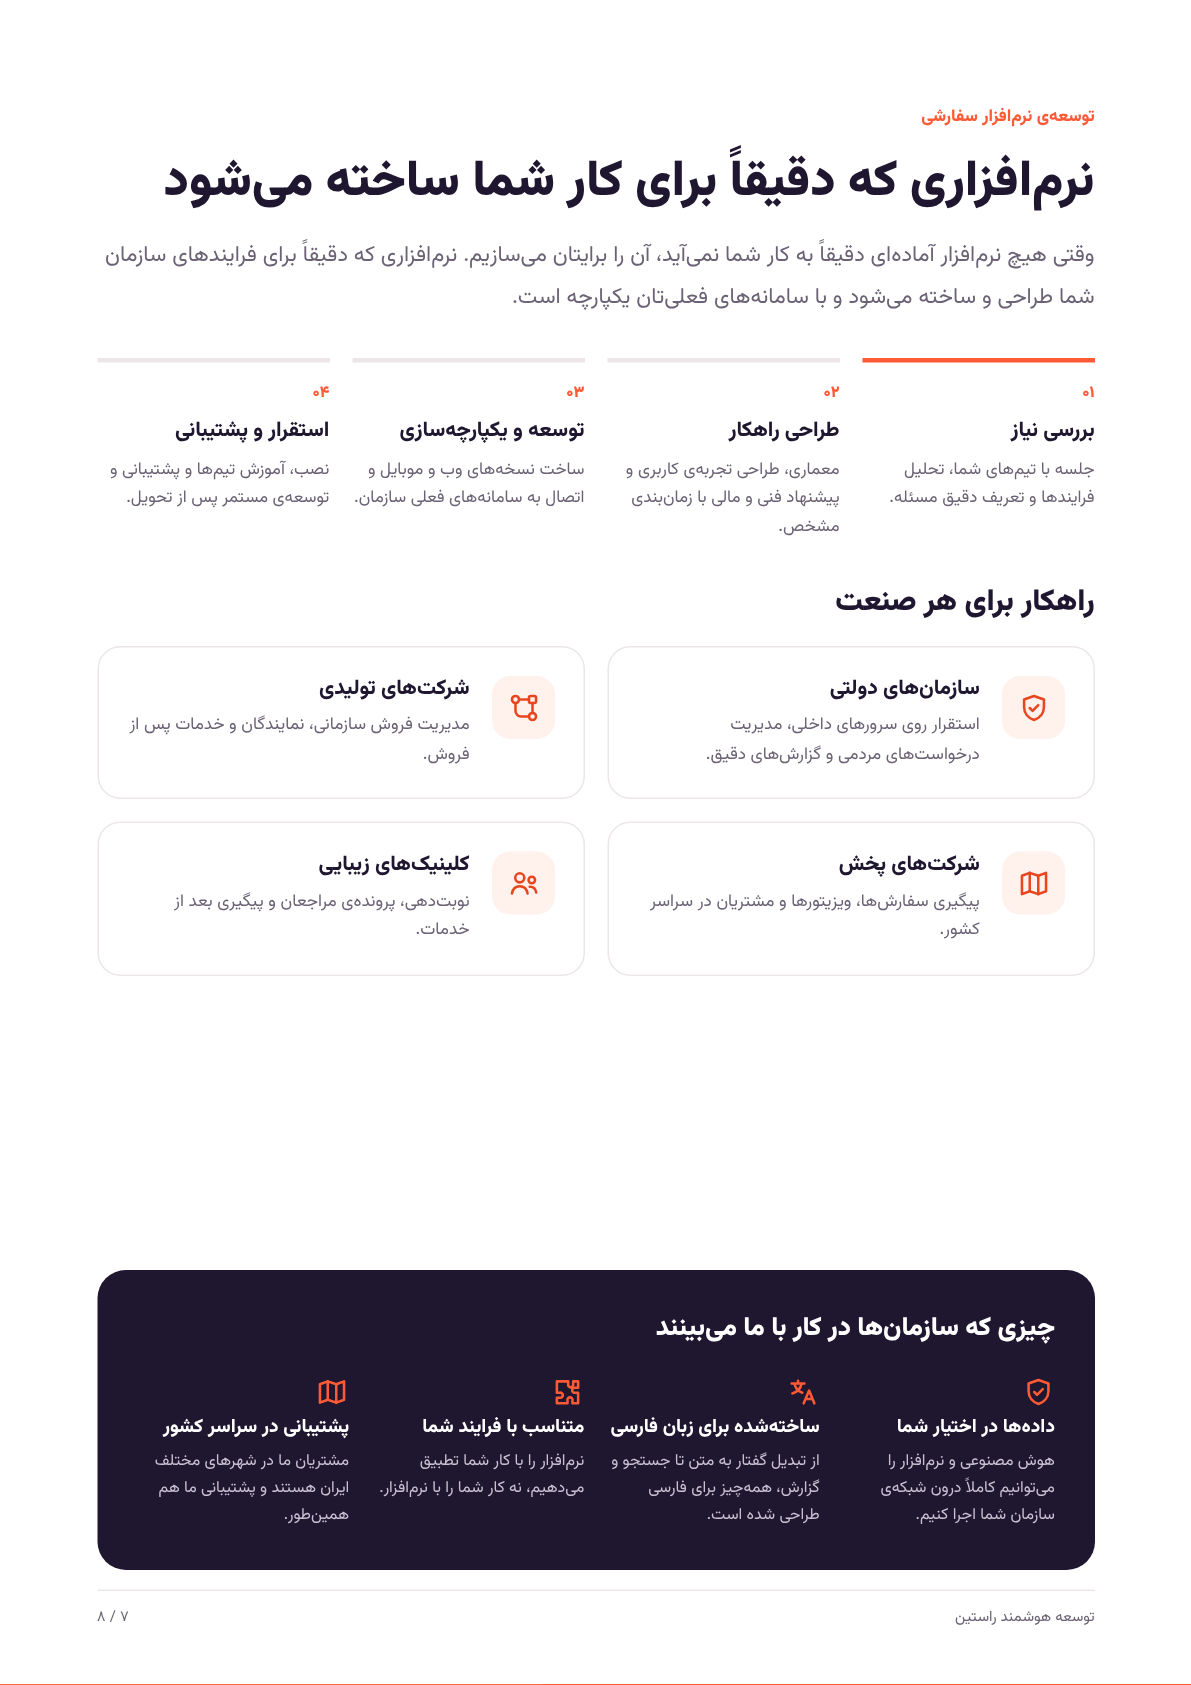 توسعه‌ی نرم‌افزار سفارشی
نرم‌افزاری که دقیقاً برای کار شما ساخته می‌شود
وقتی هیچ نرم‌افزار آماده‌ای دقیقاً به کار شما نمی‌آید، آن را برایتان می‌سازیم. نرم‌افزاری که دقیقاً برای فرایندهای سازمان
شما طراحی و ساخته می‌شود و با سامانه‌های فعلی‌تان یکپارچه است.
۰۱
بررسی نیاز
جلسه با تیم‌های شما، تحلیل
فرایندها و تعریف دقیق مسئله.
۰۲
طراحی راهکار
معماری، طراحی تجربه‌ی کاربری و
پیشنهاد فنی و مالی با زمان‌بندی
مشخص.
۰۳
توسعه و یکپارچه‌سازی
ساخت نسخه‌های وب و موبایل و
اتصال به سامانه‌های فعلی سازمان.
۰۴
استقرار و پشتیبانی
نصب، آموزش تیم‌ها و پشتیبانی و
توسعه‌ی مستمر پس از تحویل.
راهکار برای هر صنعت
سازمان‌های دولتی
استقرار روی سرورهای داخلی، مدیریت
درخواست‌های مردمی و گزارش‌های دقیق.
شرکت‌های تولیدی
مدیریت فروش سازمانی، نمایندگان و خدمات پس از
فروش.
شرکت‌های پخش
پیگیری سفارش‌ها، ویزیتورها و مشتریان در سراسر
کشور.
کلینیک‌های زیبایی
نوبت‌دهی، پرونده‌ی مراجعان و پیگیری بعد از
خدمات.
چیزی که سازمان‌ها در کار با ما می‌بینند
داده‌ها در اختیار شما
هوش مصنوعی و نرم‌افزار را
می‌توانیم کاملاً درون شبکه‌ی
سازمان شما اجرا کنیم.
ساخته‌شده برای زبان فارسی
از تبدیل گفتار به متن تا جستجو و
گزارش، همه‌چیز برای فارسی
طراحی شده است.
متناسب با فرایند شما
نرم‌افزار را با کار شما تطبیق
می‌دهیم، نه کار شما را با نرم‌افزار.
پشتیبانی در سراسر کشور
مشتریان ما در شهرهای مختلف
ایران هستند و پشتیبانی ما هم
همین‌طور.
توسعه هوشمند راستین
۷ / ۸